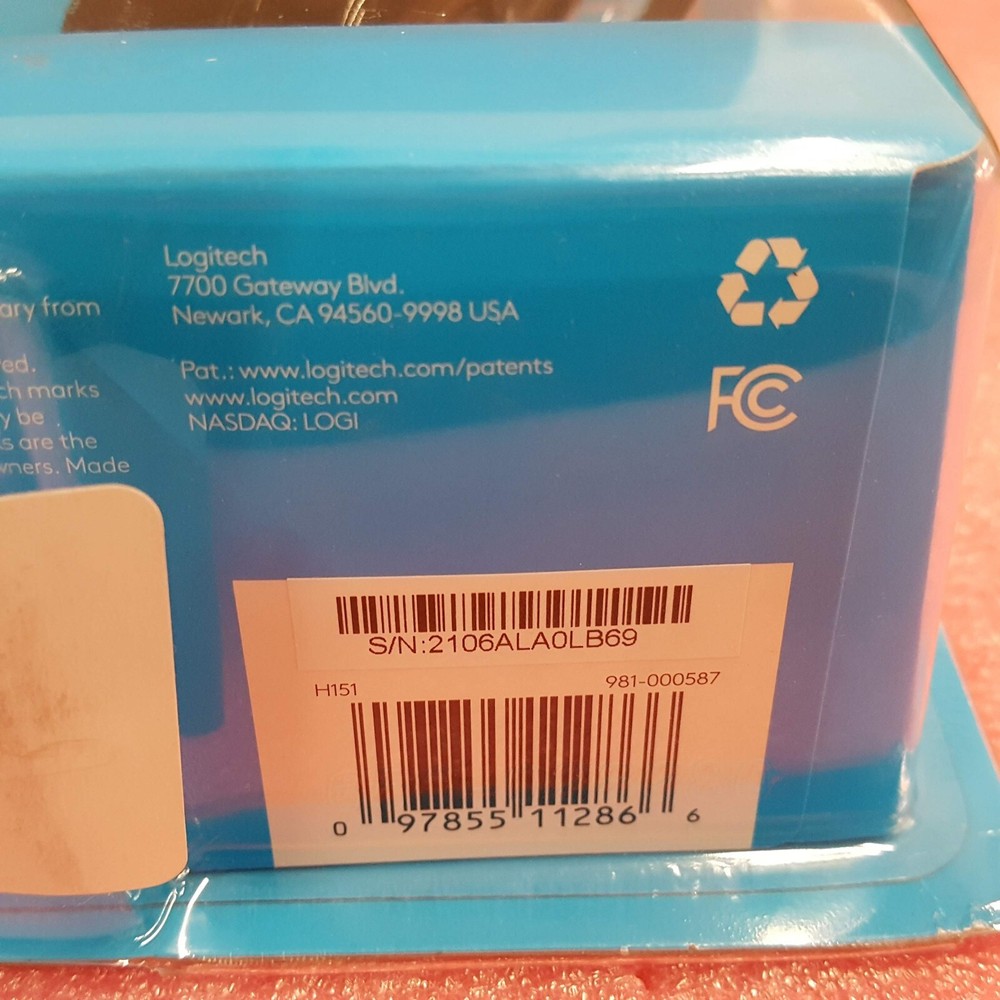 ary from
ed.
ch marks
y be
s are the
wners. Made
Logitech
7700 Gateway Blvd.
Newark, CA 94560-9998 USA
Pat.: www.logitech.com/patents
www.logitech.com
NASDAQ: LOGI
FC
S/N:2106ALA0LB69
H151
981-000587
0 97855 11286 6